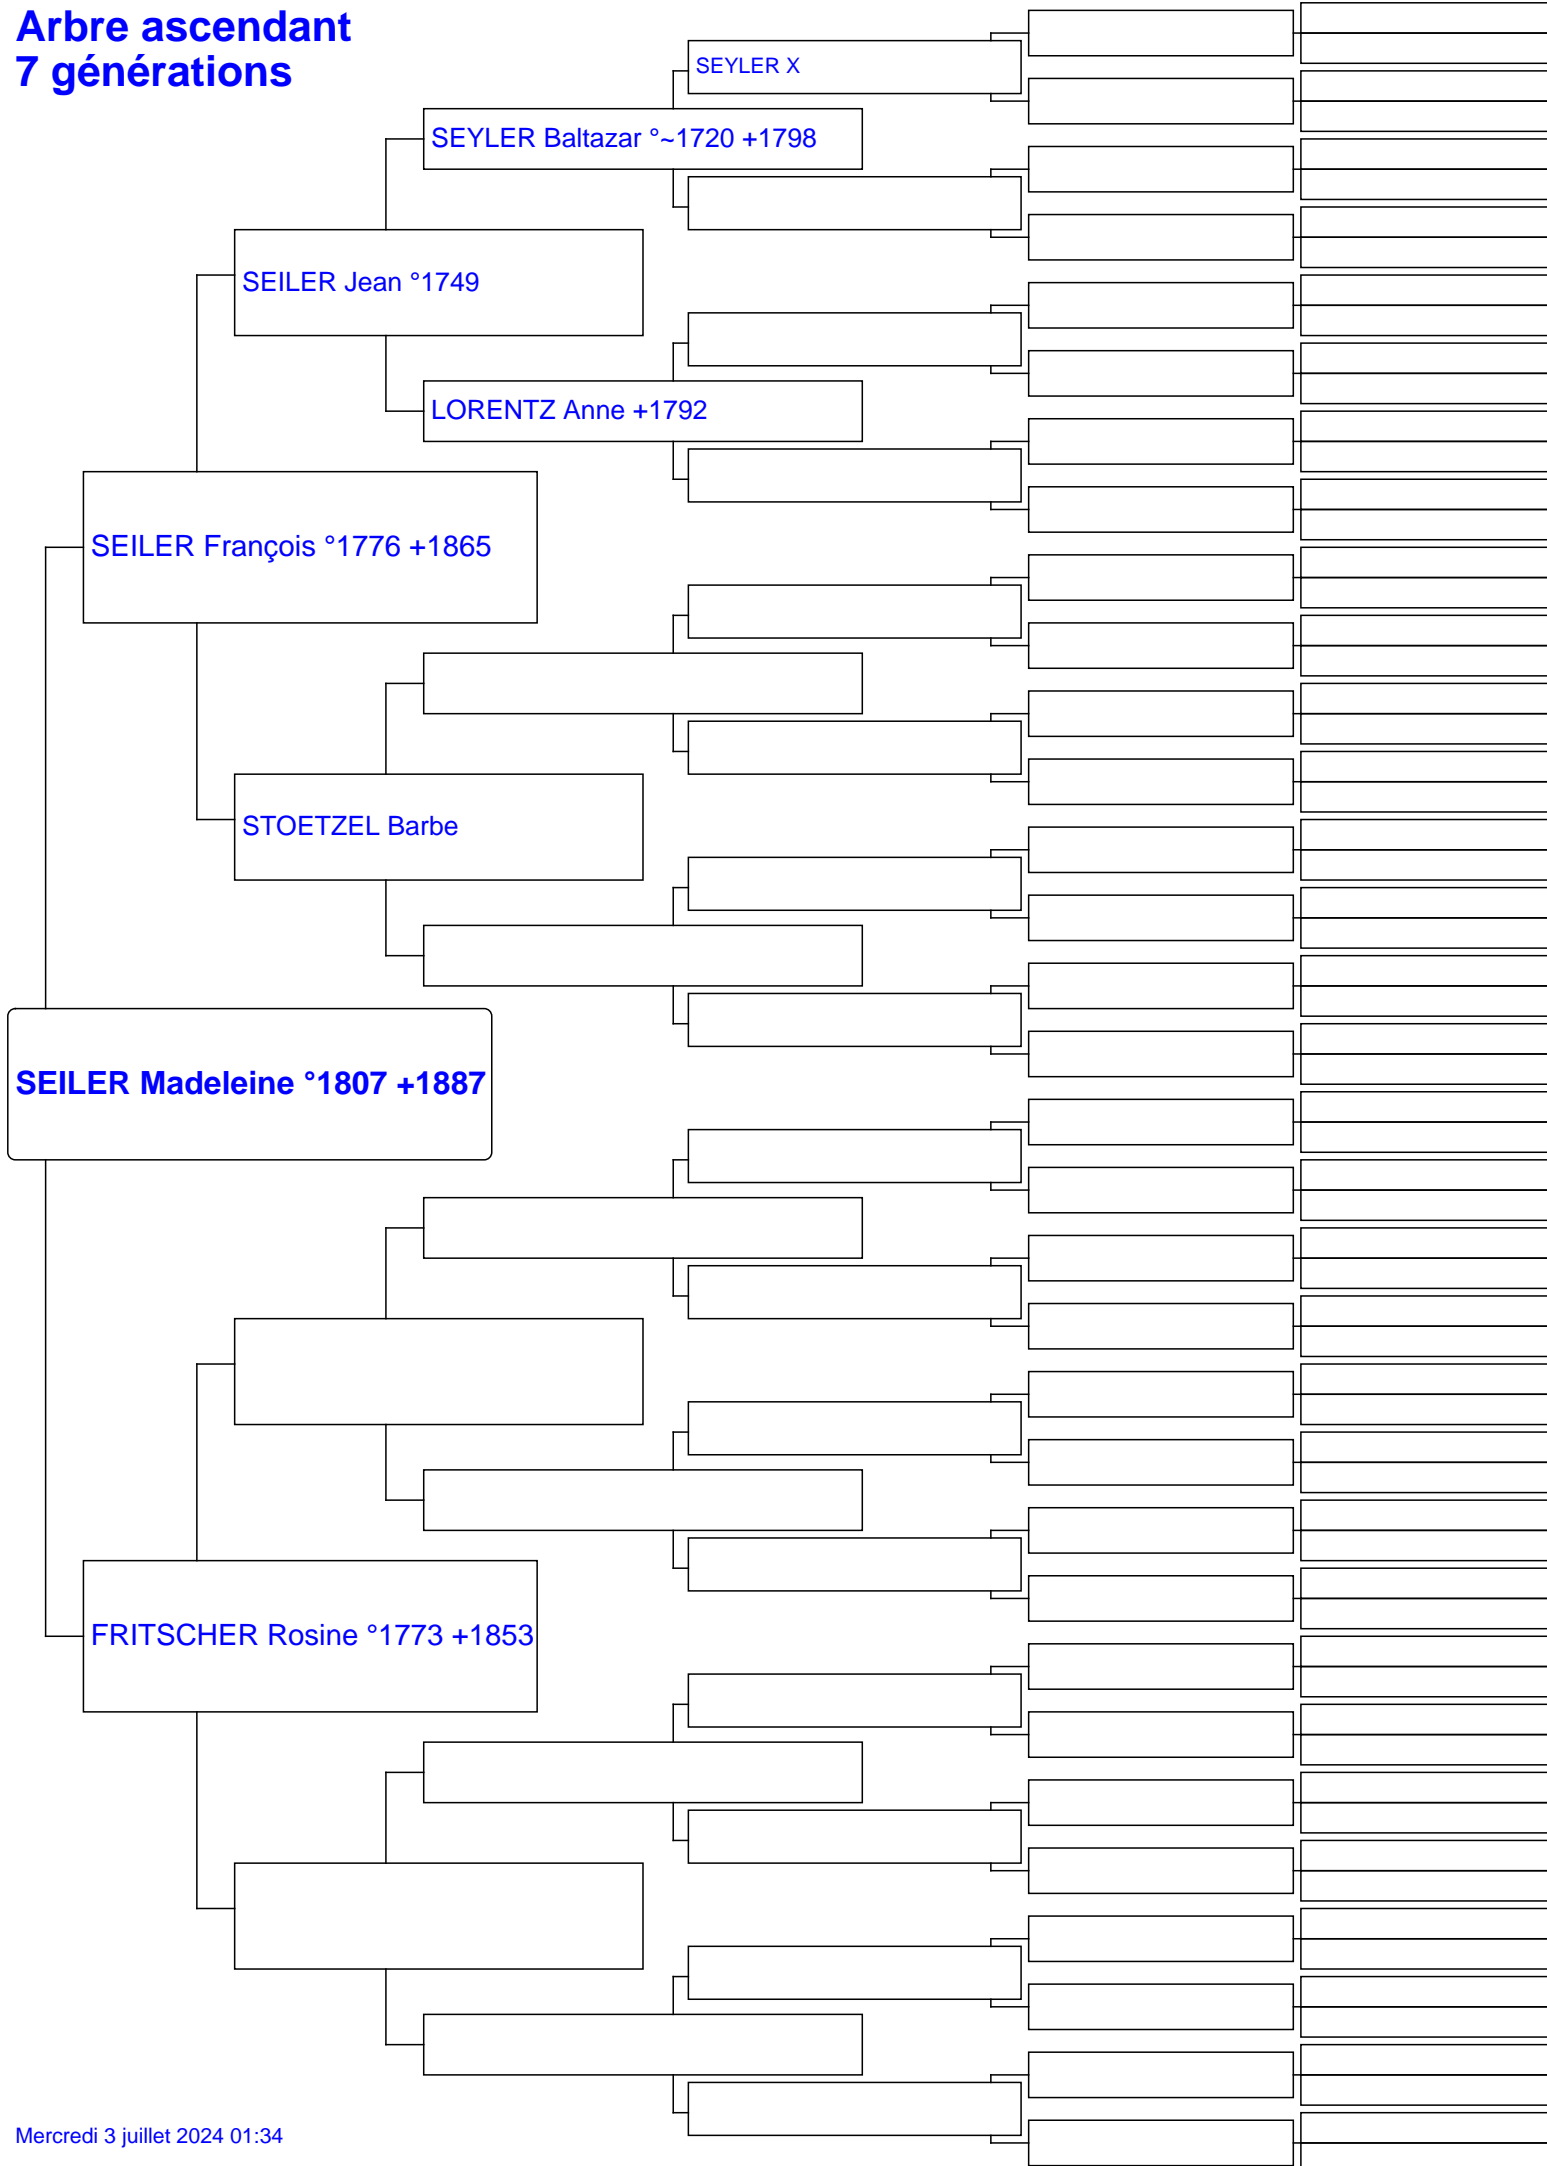 Arbre ascendant
7 générations
SEYLER X
SEYLER Baltazar °~1720 +1798
SEILER Jean °1749
LORENTZ Anne +1792
SEILER François °1776 +1865
STOETZEL Barbe
SEILER Madeleine °1807 +1887
FRITSCHER Rosine °1773 +1853
Mercredi 3 juillet 2024 01:34